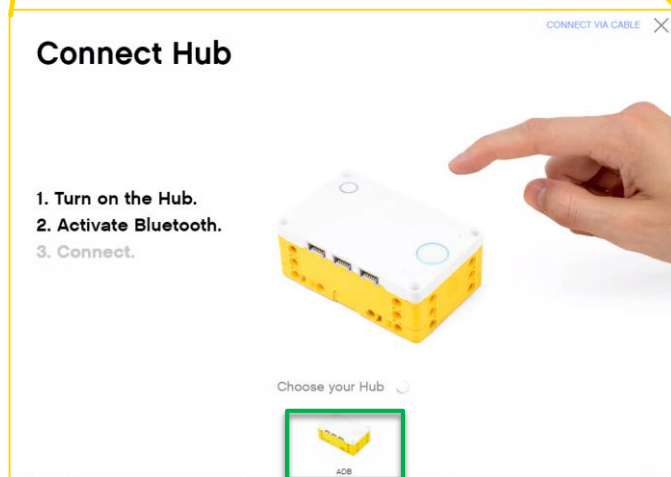 CONNECT VIA CABLE
Connect Hub
1. Turn on the Hub.
2. Activate Bluetooth.
3. Connect.
Choose your Hub
ADB